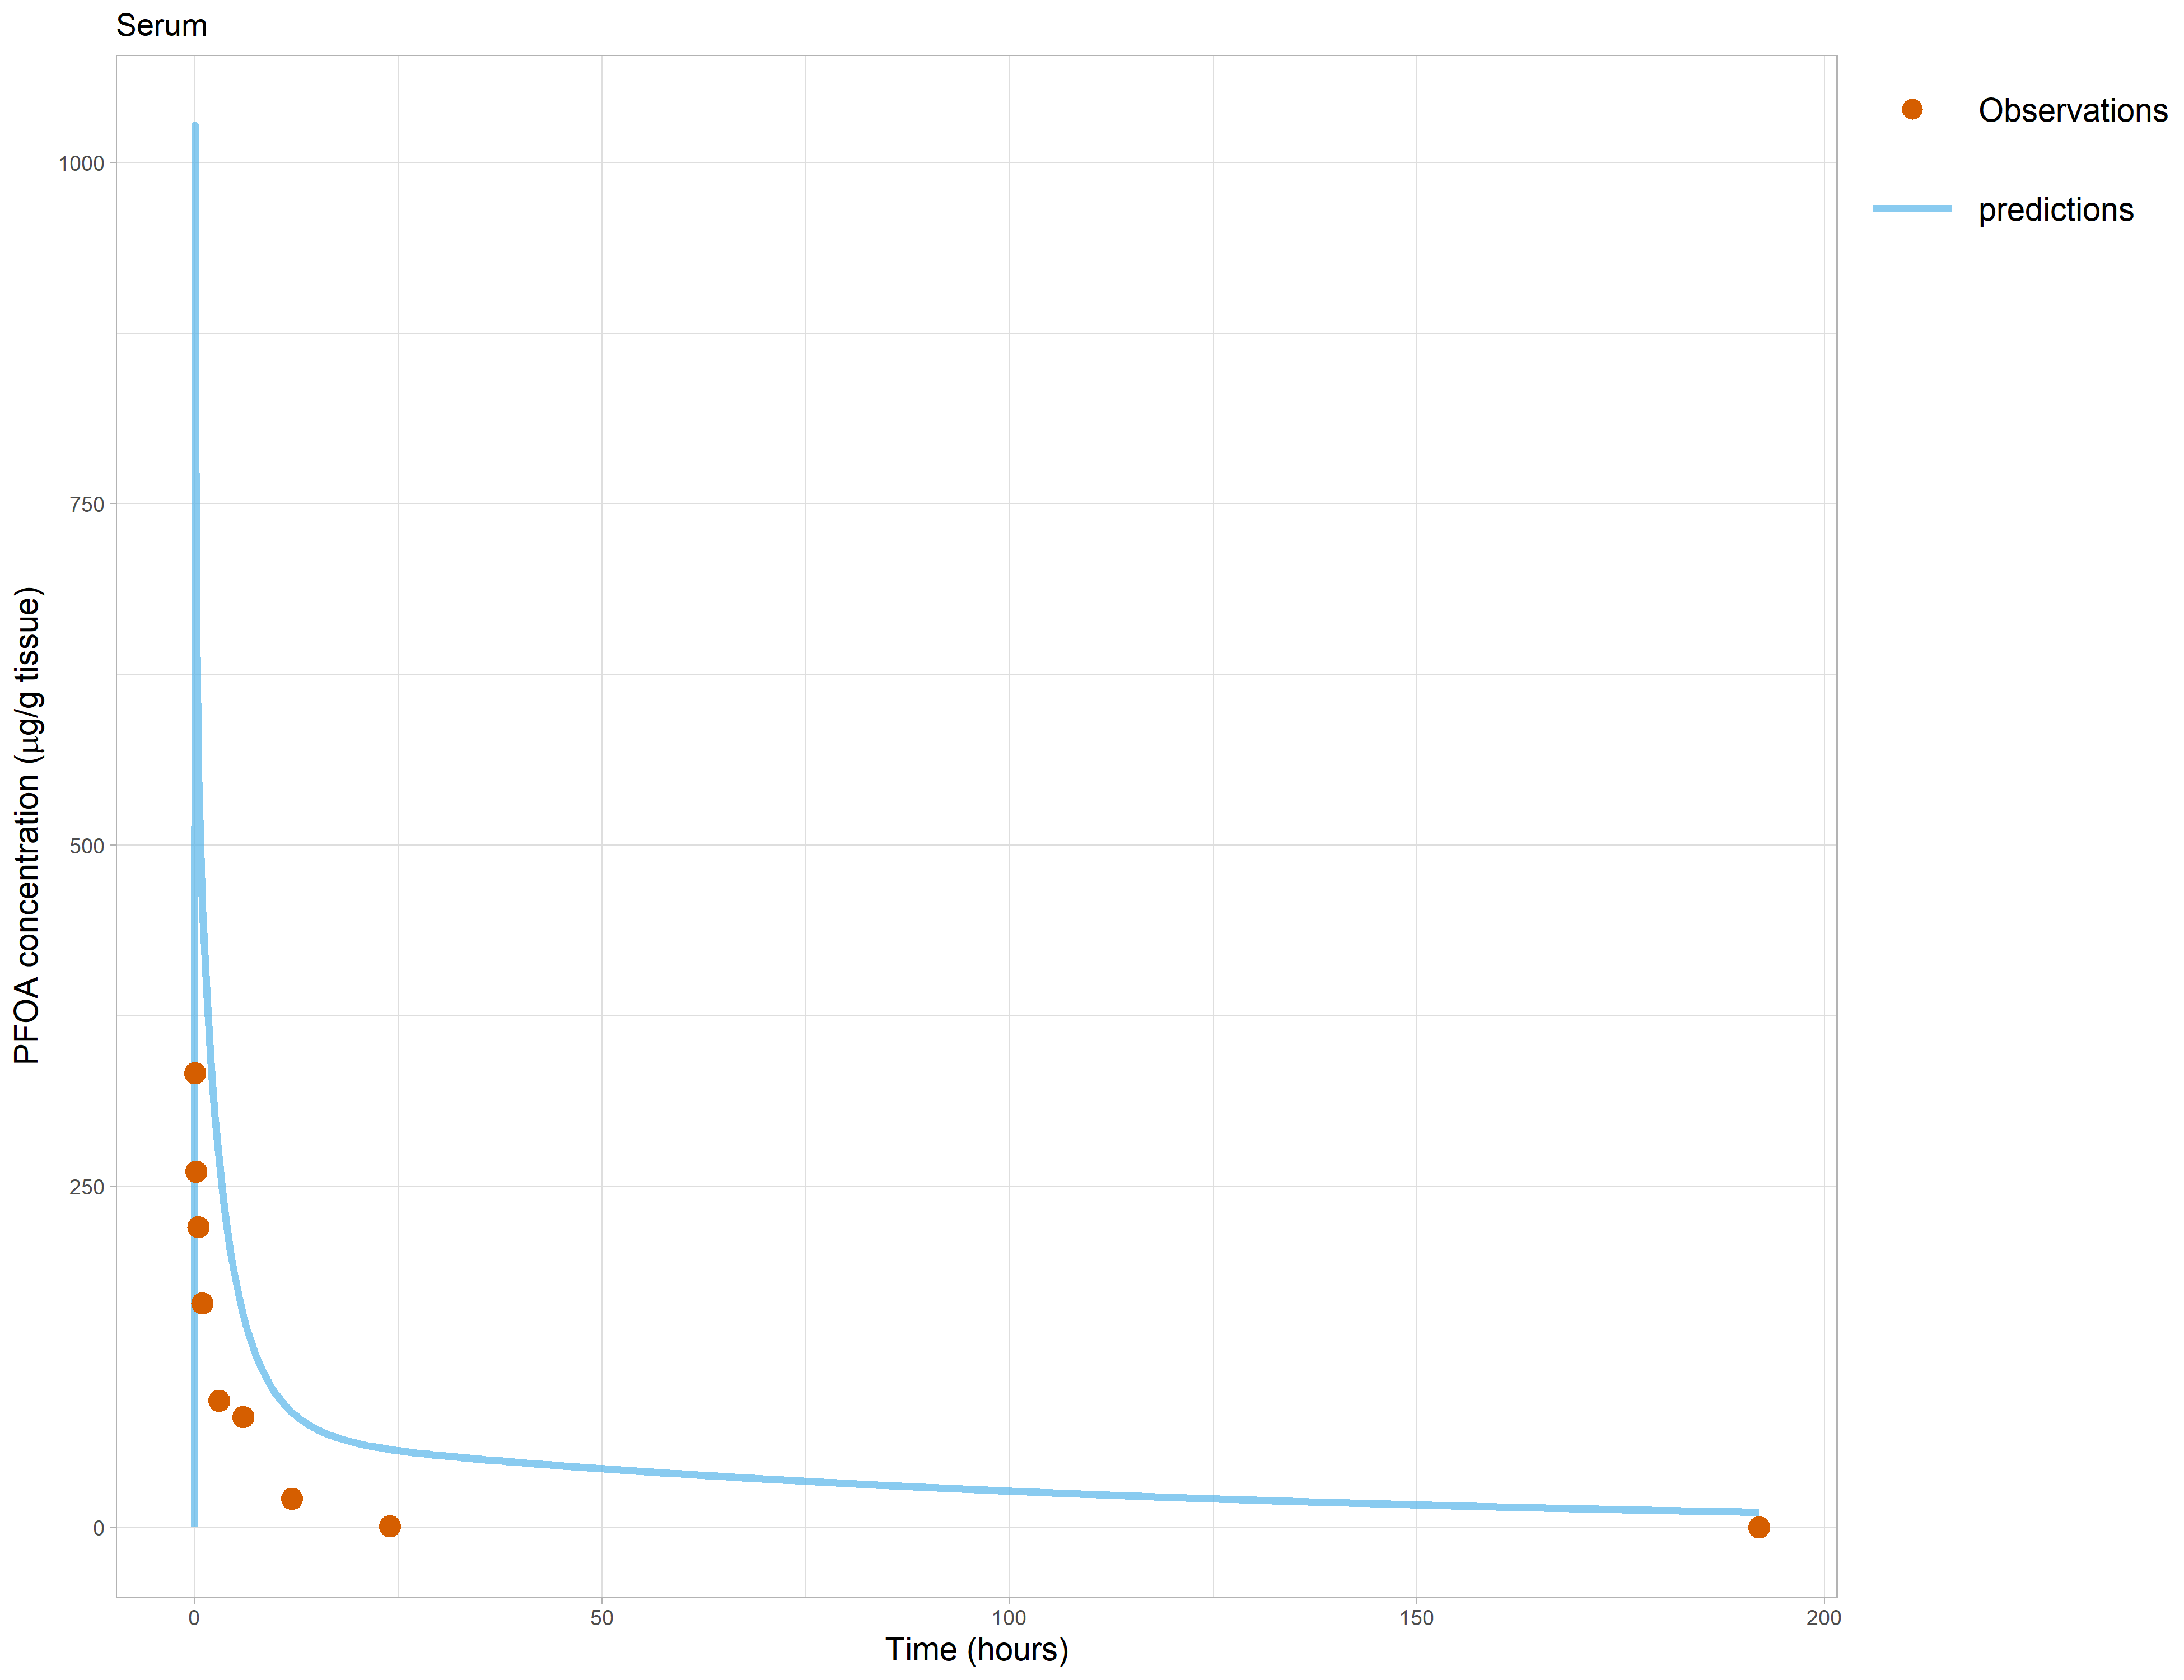 Serum
Observations
predictions
1000
750
500
250
0
PFOA concentration (μg/g tissue)
0 50 100 150 200
Time (hours)